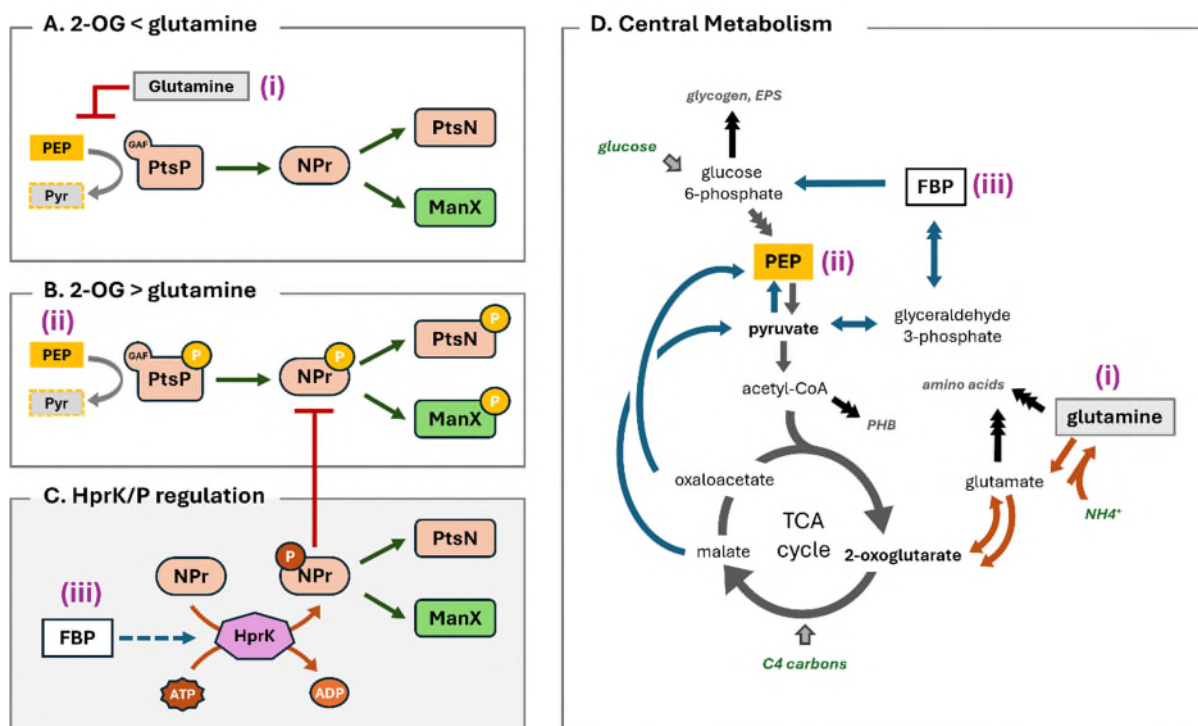 A. 2-OG < glutamine
Glutamine (i)
PEP
GAF
PtsP
Pyr
NPr
PtsN
ManX
B. 2-OG > glutamine
(ii)
PEP
GAF
P
PtsP
Pyr
P
NPr
P
PtsN
P
ManX
C. HprK/P regulation
(iii)
FBP
NPr
HprK
ATP
ADP
P
NPr
PtsN
ManX
D. Central Metabolism
glycogen, EPS
glucose
glucose
6-phosphate
FBP (iii)
PEP (ii)
pyruvate
glyceraldehyde
3-phosphate
acetyl-CoA
PHB
amino acids
(i)
glutamine
glutamate
NH4⁺
oxaloacetate
TCA
cycle
malate
2-oxoglutarate
C4 carbons